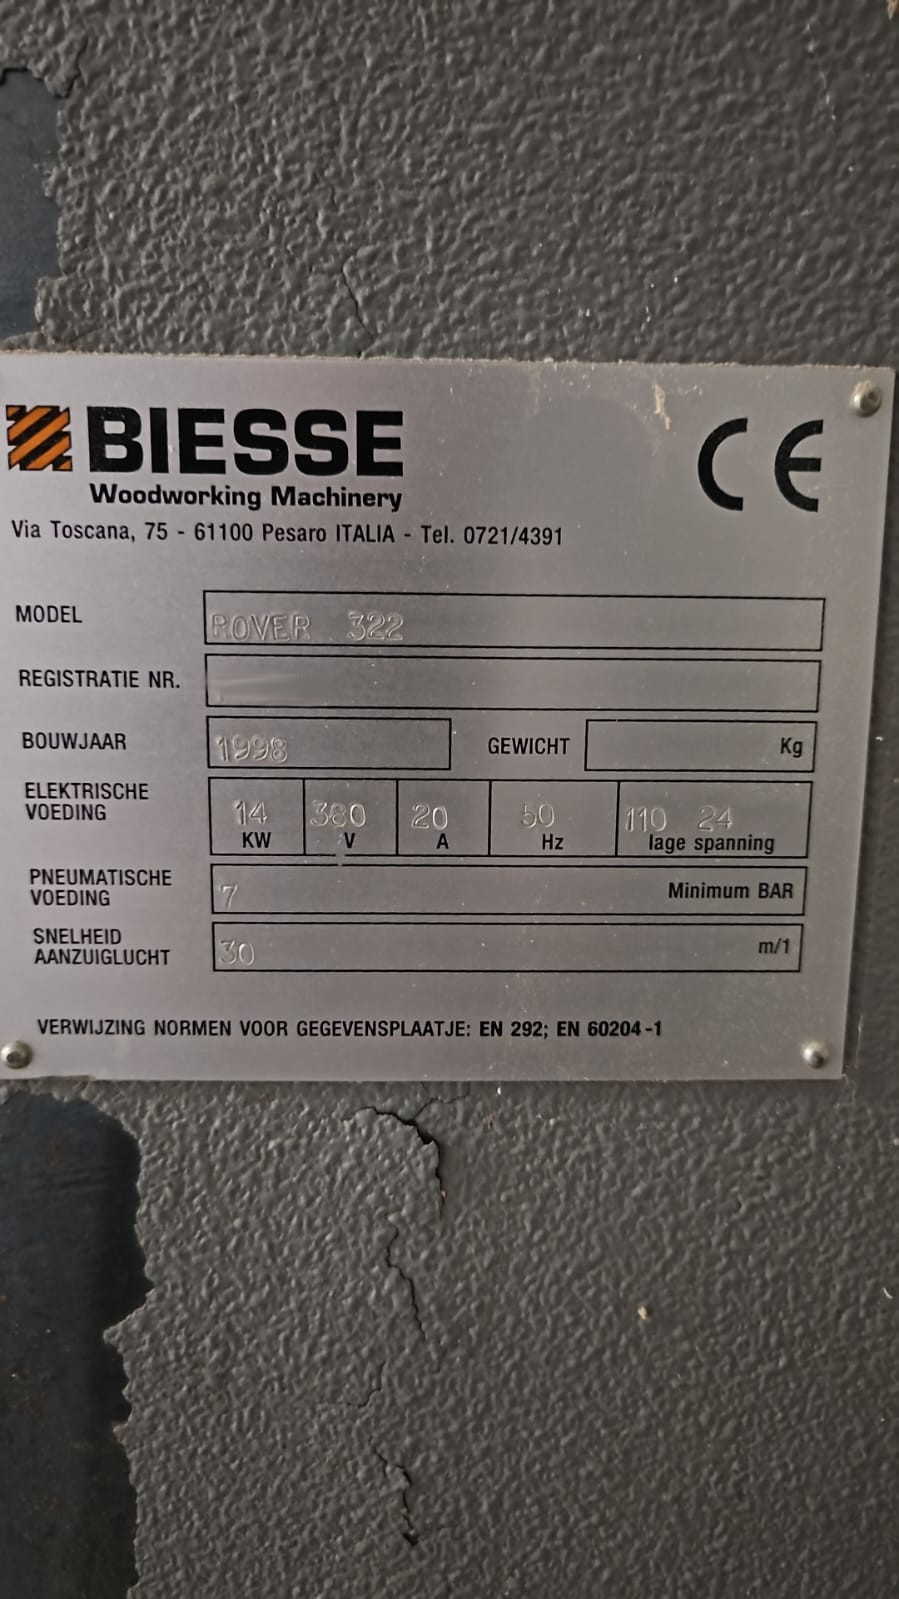 BIESSE
Woodworking Machinery
Via Toscana, 75 - 61100 Pesaro ITALIA - Tel. 0721/4391
CE
MODEL ROVER 322
REGISTRATIE NR.
BOUWJAAR 1998 GEWICHT Kg
ELEKTRISCHE VOEDING 14 KW 380 V 20 A 50 Hz 110 24 lage spanning
PNEUMATISCHE VOEDING 7 Minimum BAR
SNELHEID AANZUIGLUCHT 30 m/1
VERWIJZING NORMEN VOOR GEGEVENSPLAATJE: EN 292; EN 60204-1